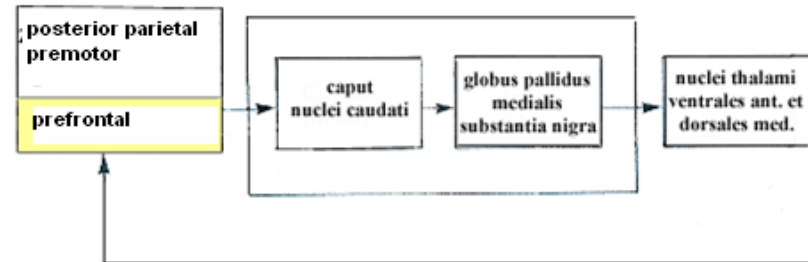 posterior parietal
premotor
prefrontal
caput
nuclei caudati
globus pallidus
medialis
substantia nigra
nuclei thalami
ventrales ant. et
dorsales med.